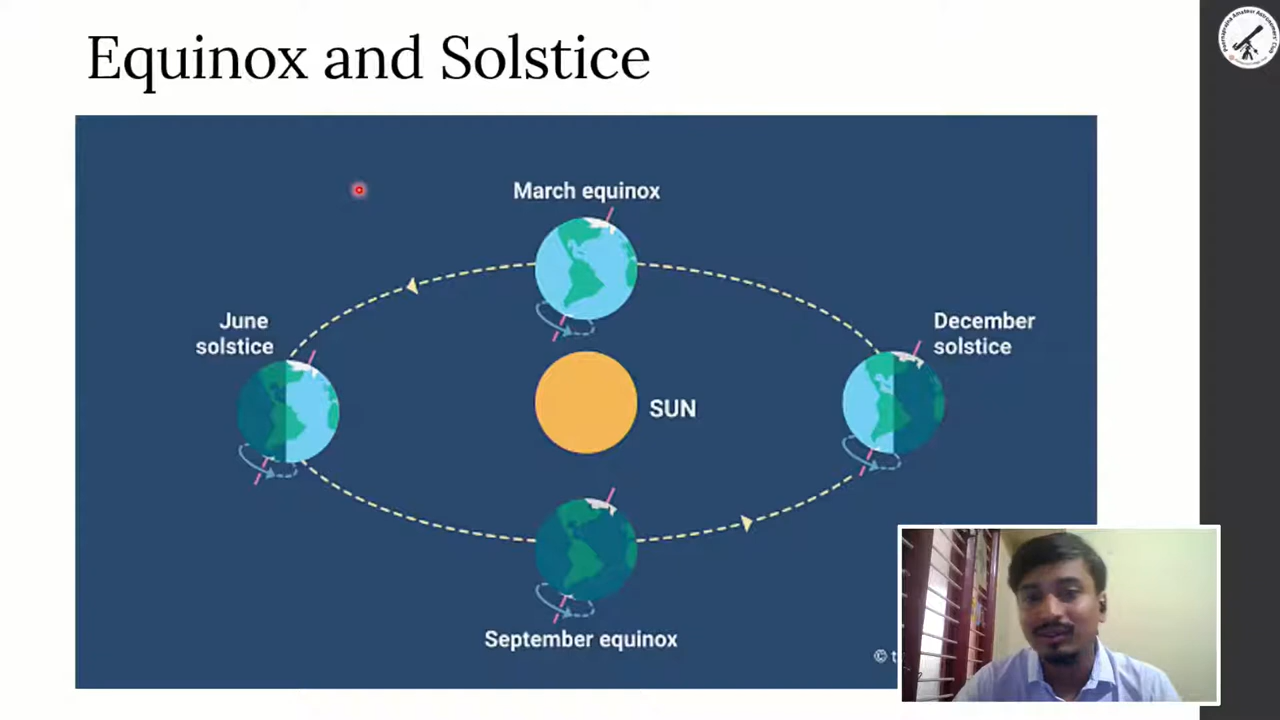 Equinox and Solstice
March equinox
June
solstice
December
solstice
SUN
September equinox
© t